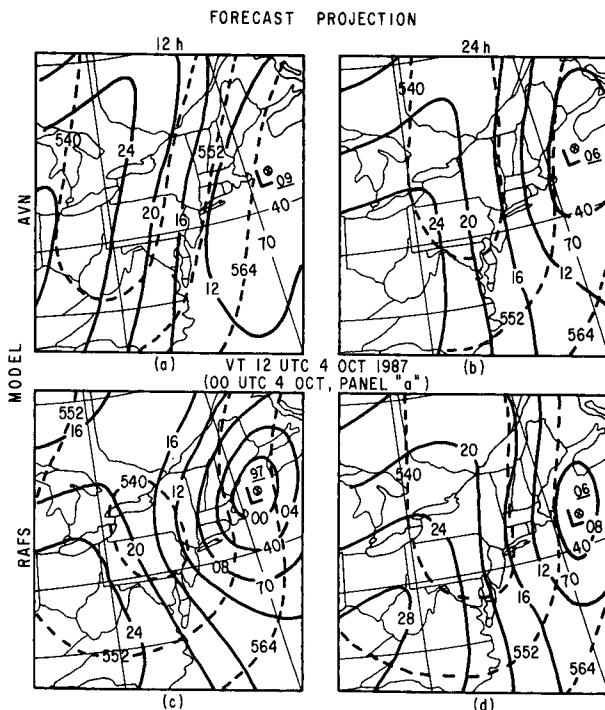 FORECAST PROJECTION
12 h
24 h
MODEL
AVN
540
24
552
20
16
12
564
L 09
40
70
(a)
540
24
20
16
12
552
564
L 06
40
70
(b)
VT 12 UTC 4 OCT 1987
(00 UTC 4 OCT, PANEL "a")
RAFS
552
16
16
540
12
20
24
552
08
00
04
97
L
40
70
564
(c)
20
540
24
28
16
12
552
564
06
L
08
40
70
(d)